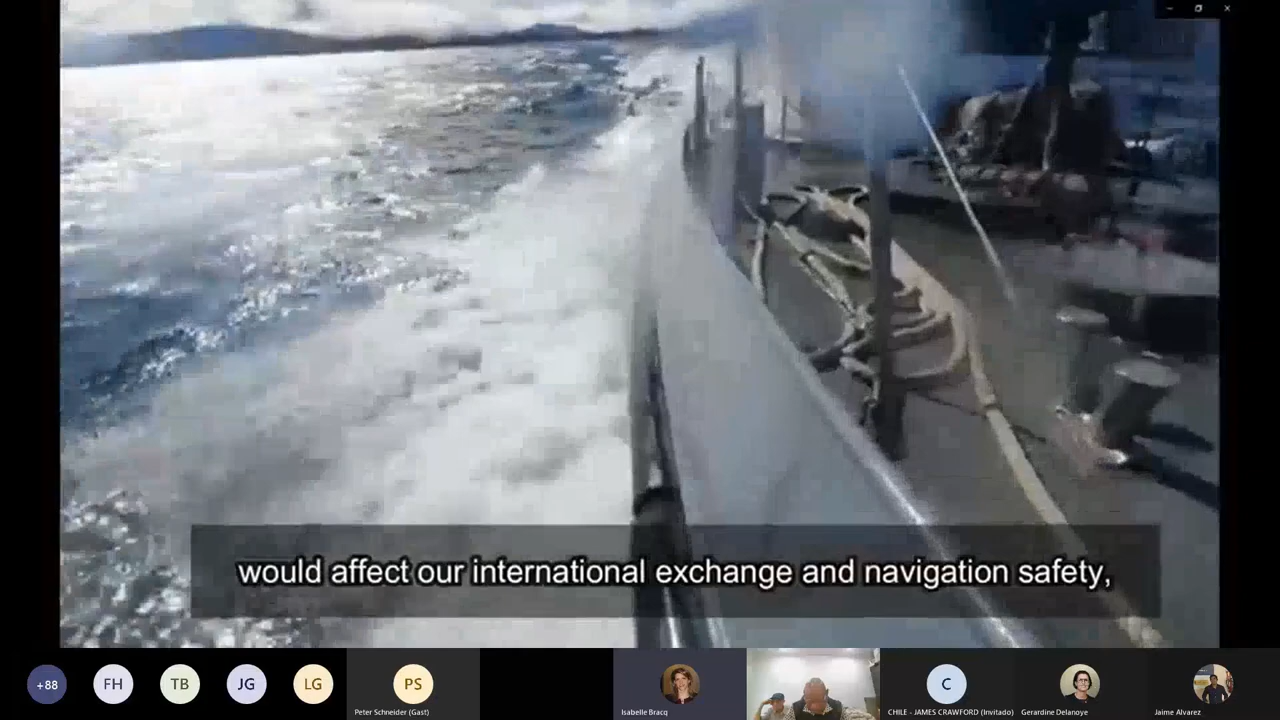 would affect our international exchange and navigation safety,
+88
FH
TB
JG
LG
PS
C
Peter Schneider (Gast)
Isabelle Bracq
CHILE - JAMES CRAWFORD (Invitado)
Gerardine Delanoye
Jaime Alvarez